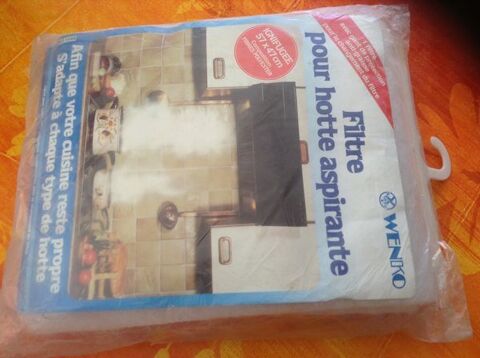 WENKO
Filtre
pour hotte aspirante
IGNIFUGEE
57 x 47 cm
Afin que votre cuisine reste propre
S'adapte à chaque type de hotte